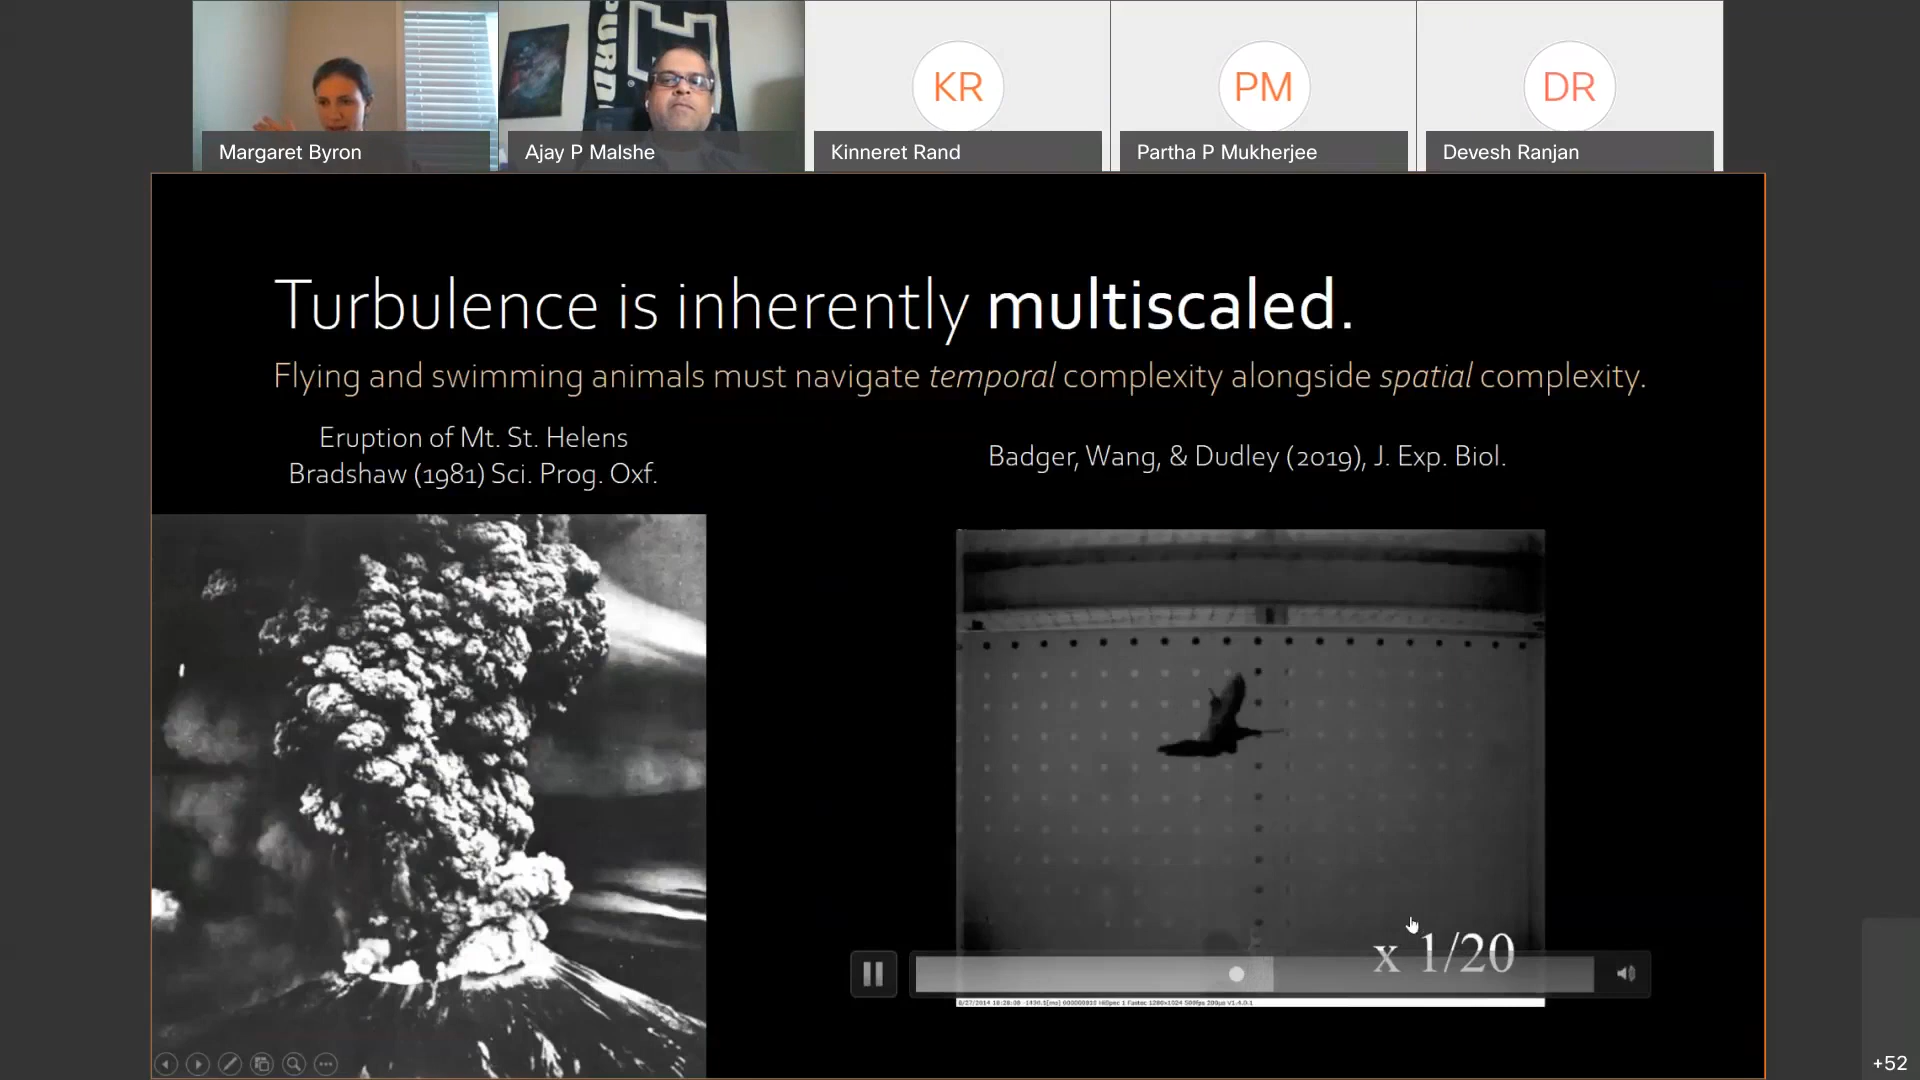 PURD
KR
PM
DR
Margaret Byron
Ajay P Malshe
Kinneret Rand
Partha P Mukherjee
Devesh Ranjan
Turbulence is inherently multiscaled.
Flying and swimming animals must navigate temporal complexity alongside spatial complexity.
Eruption of Mt. St. Helens
Bradshaw (1981) Sci. Prog. Oxf.
Badger, Wang, & Dudley (2019), J. Exp. Biol.
x 1/20
+52